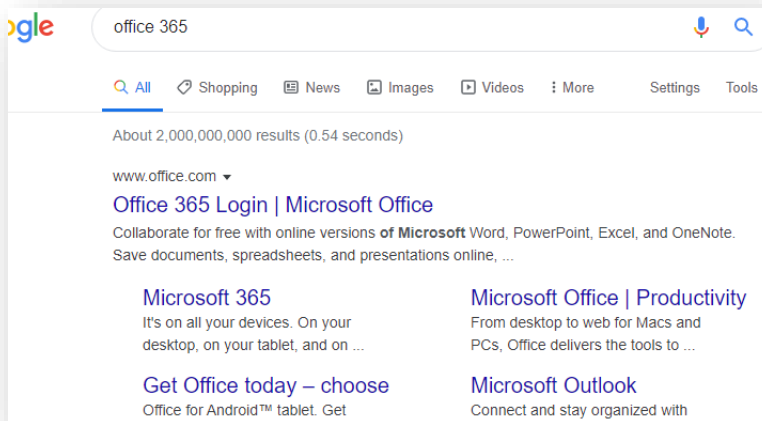 ogle
office 365
All Shopping News Images Videos More Settings Tools
About 2,000,000,000 results (0.54 seconds)
www.office.com
Office 365 Login | Microsoft Office
Collaborate for free with online versions of Microsoft Word, PowerPoint, Excel, and OneNote.
Save documents, spreadsheets, and presentations online, ...
Microsoft 365
It's on all your devices. On your
desktop, on your tablet, and on ...
Microsoft Office | Productivity
From desktop to web for Macs and
PCs, Office delivers the tools to ...
Get Office today – choose
Office for Android™ tablet. Get
Microsoft Outlook
Connect and stay organized with